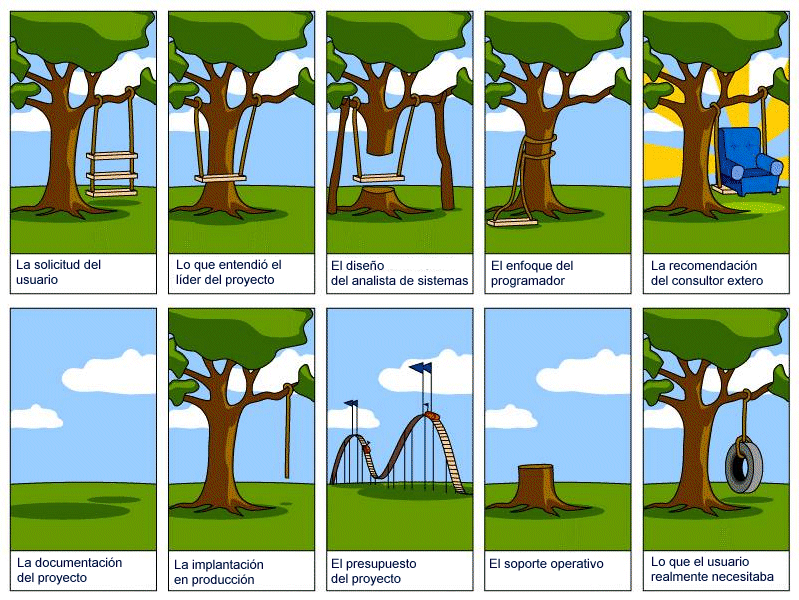 La solicitud del
usuario
Lo que entendió el
líder del proyecto
El diseño
del analista de sistemas
El enfoque del
programador
La recomendación
del consultor extero
La documentación
del proyecto
La implantación
en producción
El presupuesto
del proyecto
El soporte operativo
Lo que el usuario
realmente necesitaba